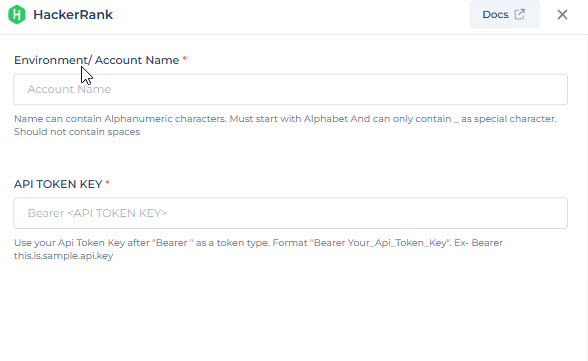 H HackerRank
Docs
Environment/ Account Name *
Account Name
Name can contain Alphanumeric characters. Must start with Alphabet And can only contain _ as special character.
Should not contain spaces
API TOKEN KEY *
Bearer <API TOKEN KEY>
Use your Api Token Key after "Bearer " as a token type. Format "Bearer Your_Api_Token_Key". Ex- Bearer
this.is.sample.api.key